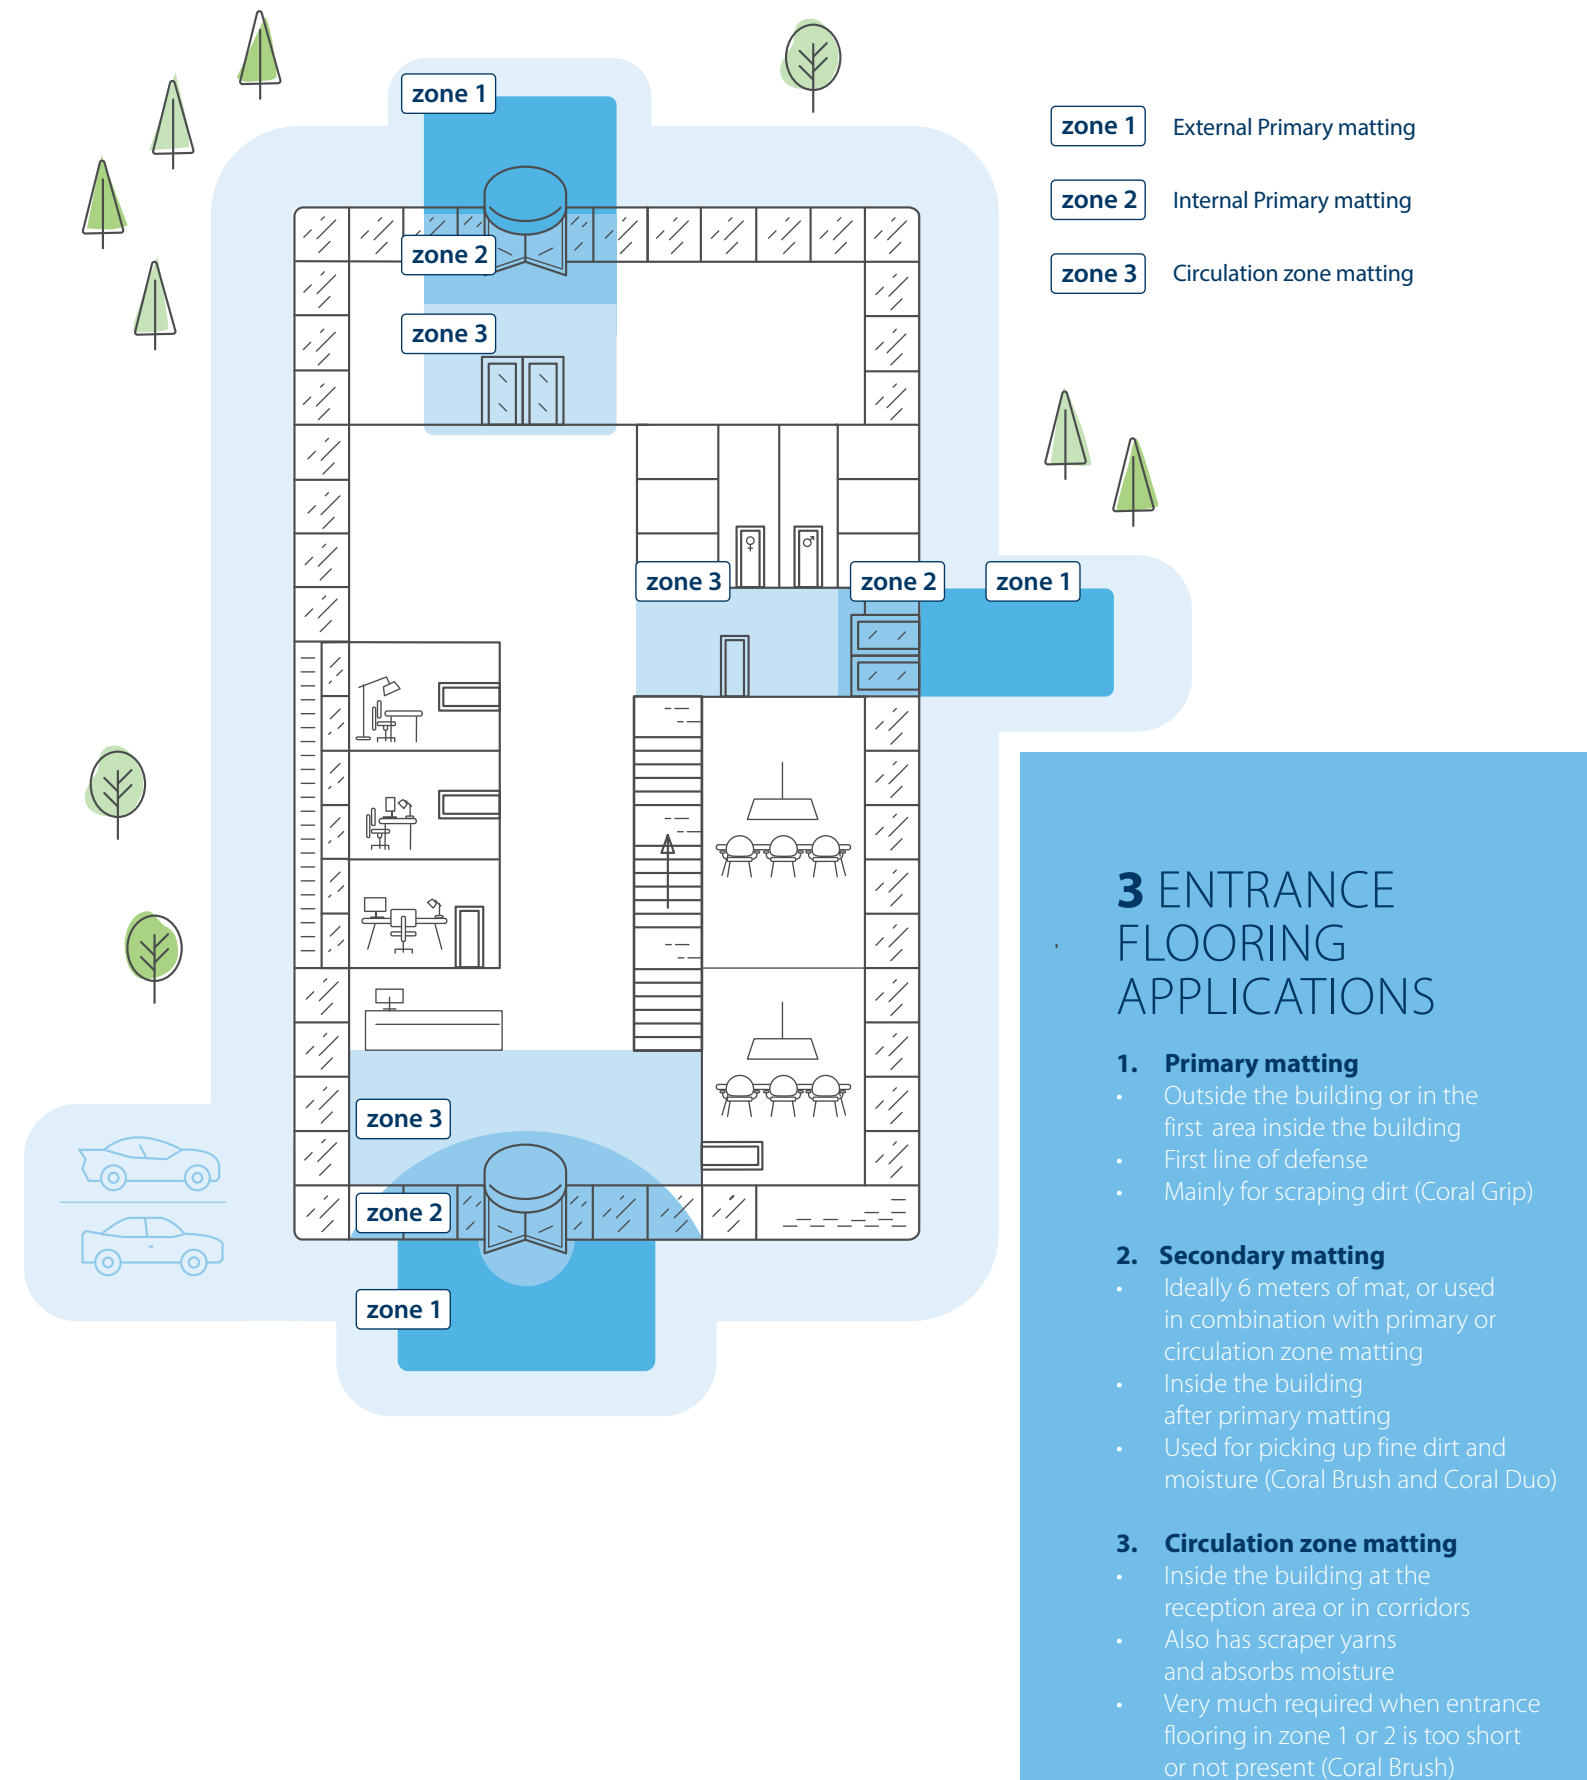 zone 1
zone 2
zone 3
zone 1 External Primary matting
zone 2 Internal Primary matting
zone 3 Circulation zone matting
zone 3
zone 2
zone 1
zone 3
zone 2
zone 1
3 ENTRANCE
FLOORING
APPLICATIONS
1. Primary matting
• Outside the building or in the
first area inside the building
• First line of defense
• Mainly for scraping dirt (Coral Grip)
2. Secondary matting
• Ideally 6 meters of mat, or used
in combination with primary or
circulation zone matting
• Inside the building
after primary matting
• Used for picking up fine dirt and
moisture (Coral Brush and Coral Duo)
3. Circulation zone matting
• Inside the building at the
reception area or in corridors
• Also has scraper yarns
and absorbs moisture
• Very much required when entrance
flooring in zone 1 or 2 is too short
or not present (Coral Brush)